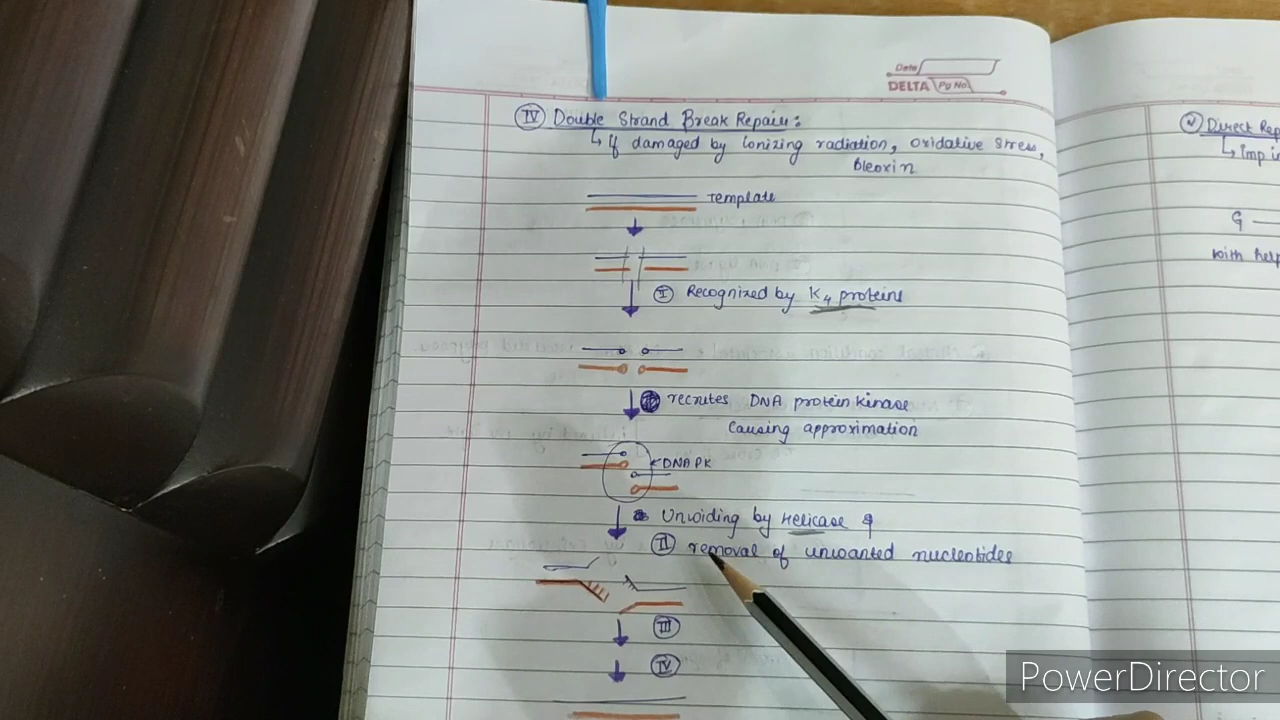 Date
DELTA Pg No.
IV Double Strand Break Repair:
↳ If damaged by ionizing radiation, oxidative stress,
Bleoxin
Template
I Recognized by K4 proteins
recrutes DNA protein kinase
Causing approximation
DNA PK
Unwiding by Helicase &
II removal of unwanted nucleotides
III
IV
V Direct Rep
↳ Imp i
G
with help
PowerDirector